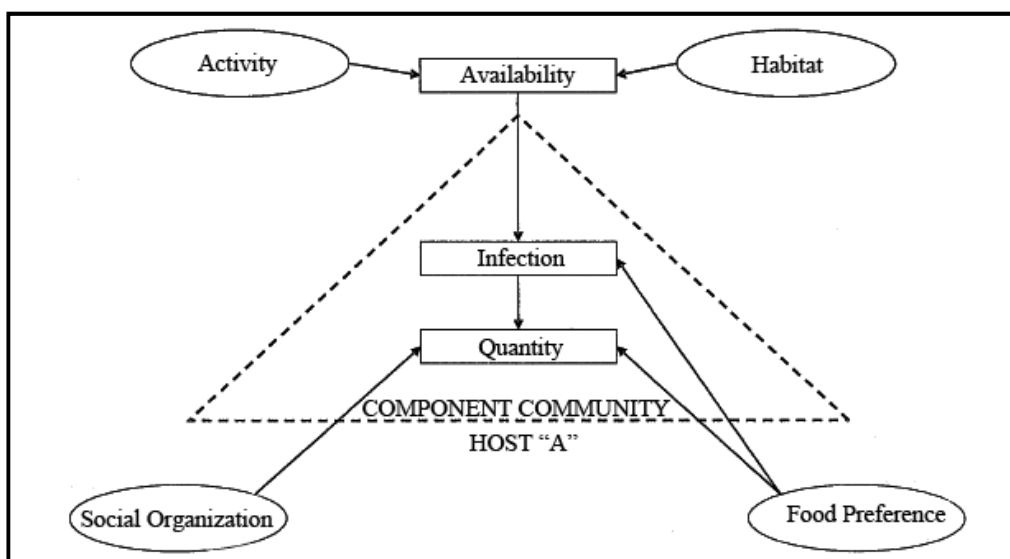 Activity
Availability
Habitat
Infection
Quantity
COMPONENT COMMUNITY
HOST “A”
Social Organization
Food Preference